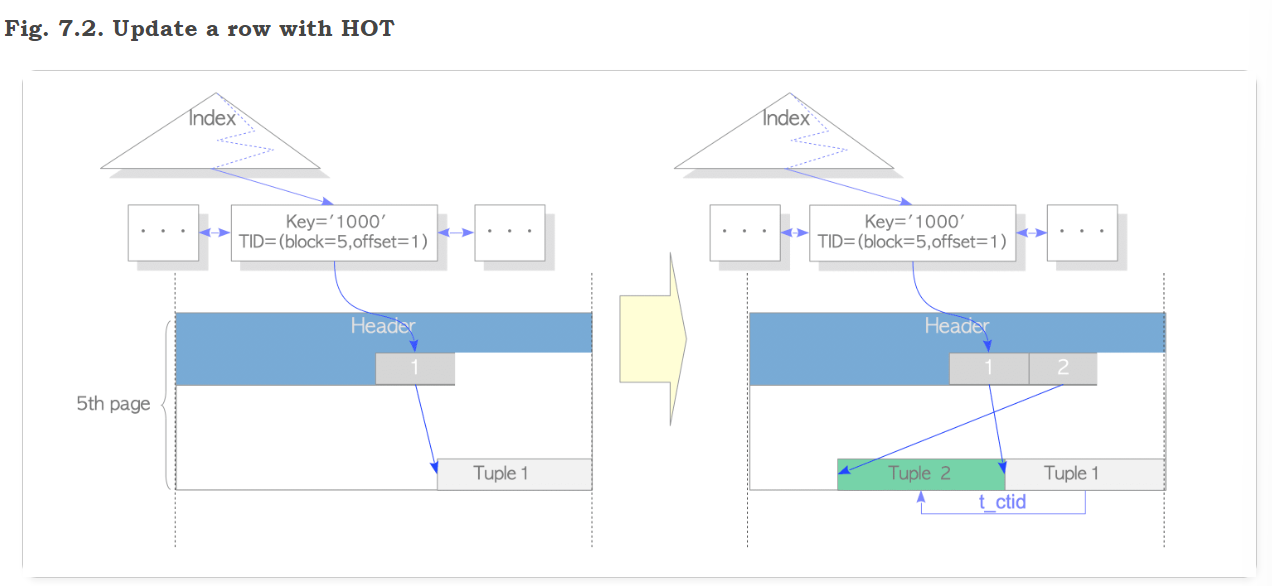 Fig. 7.2. Update a row with HOT
Index
Index
. . .
Key='1000'
TID=(block=5,offset=1)
. . .
. . .
Key='1000'
TID=(block=5,offset=1)
. . .
Header
Header
1
1
2
5th page
Tuple 1
Tuple 2
Tuple 1
t_ctid